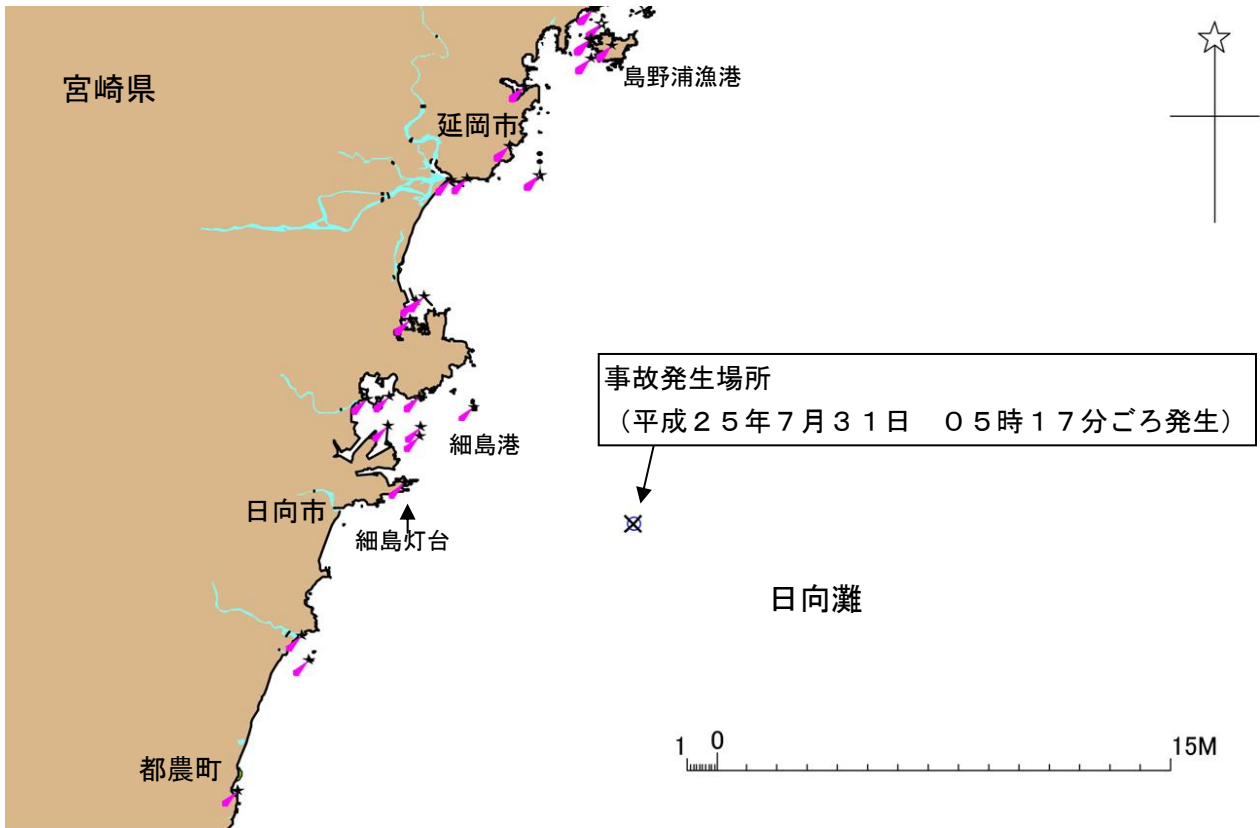 宮崎県
島野浦漁港
延岡市
事故発生場所
（平成２５年７月３１日　０５時１７分ごろ発生）
細島港
日向市
細島灯台
日向灘
都農町
1 0 15M